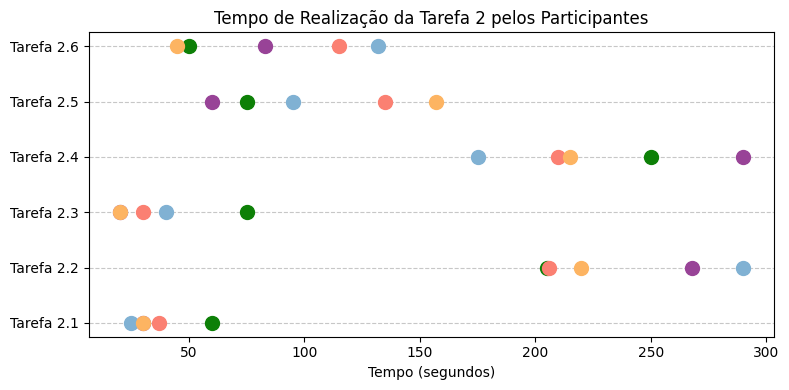 Tempo de Realização da Tarefa 2 pelos Participantes
Tarefa 2.6
Tarefa 2.5
Tarefa 2.4
Tarefa 2.3
Tarefa 2.2
Tarefa 2.1
50 100 150 200 250 300
Tempo (segundos)